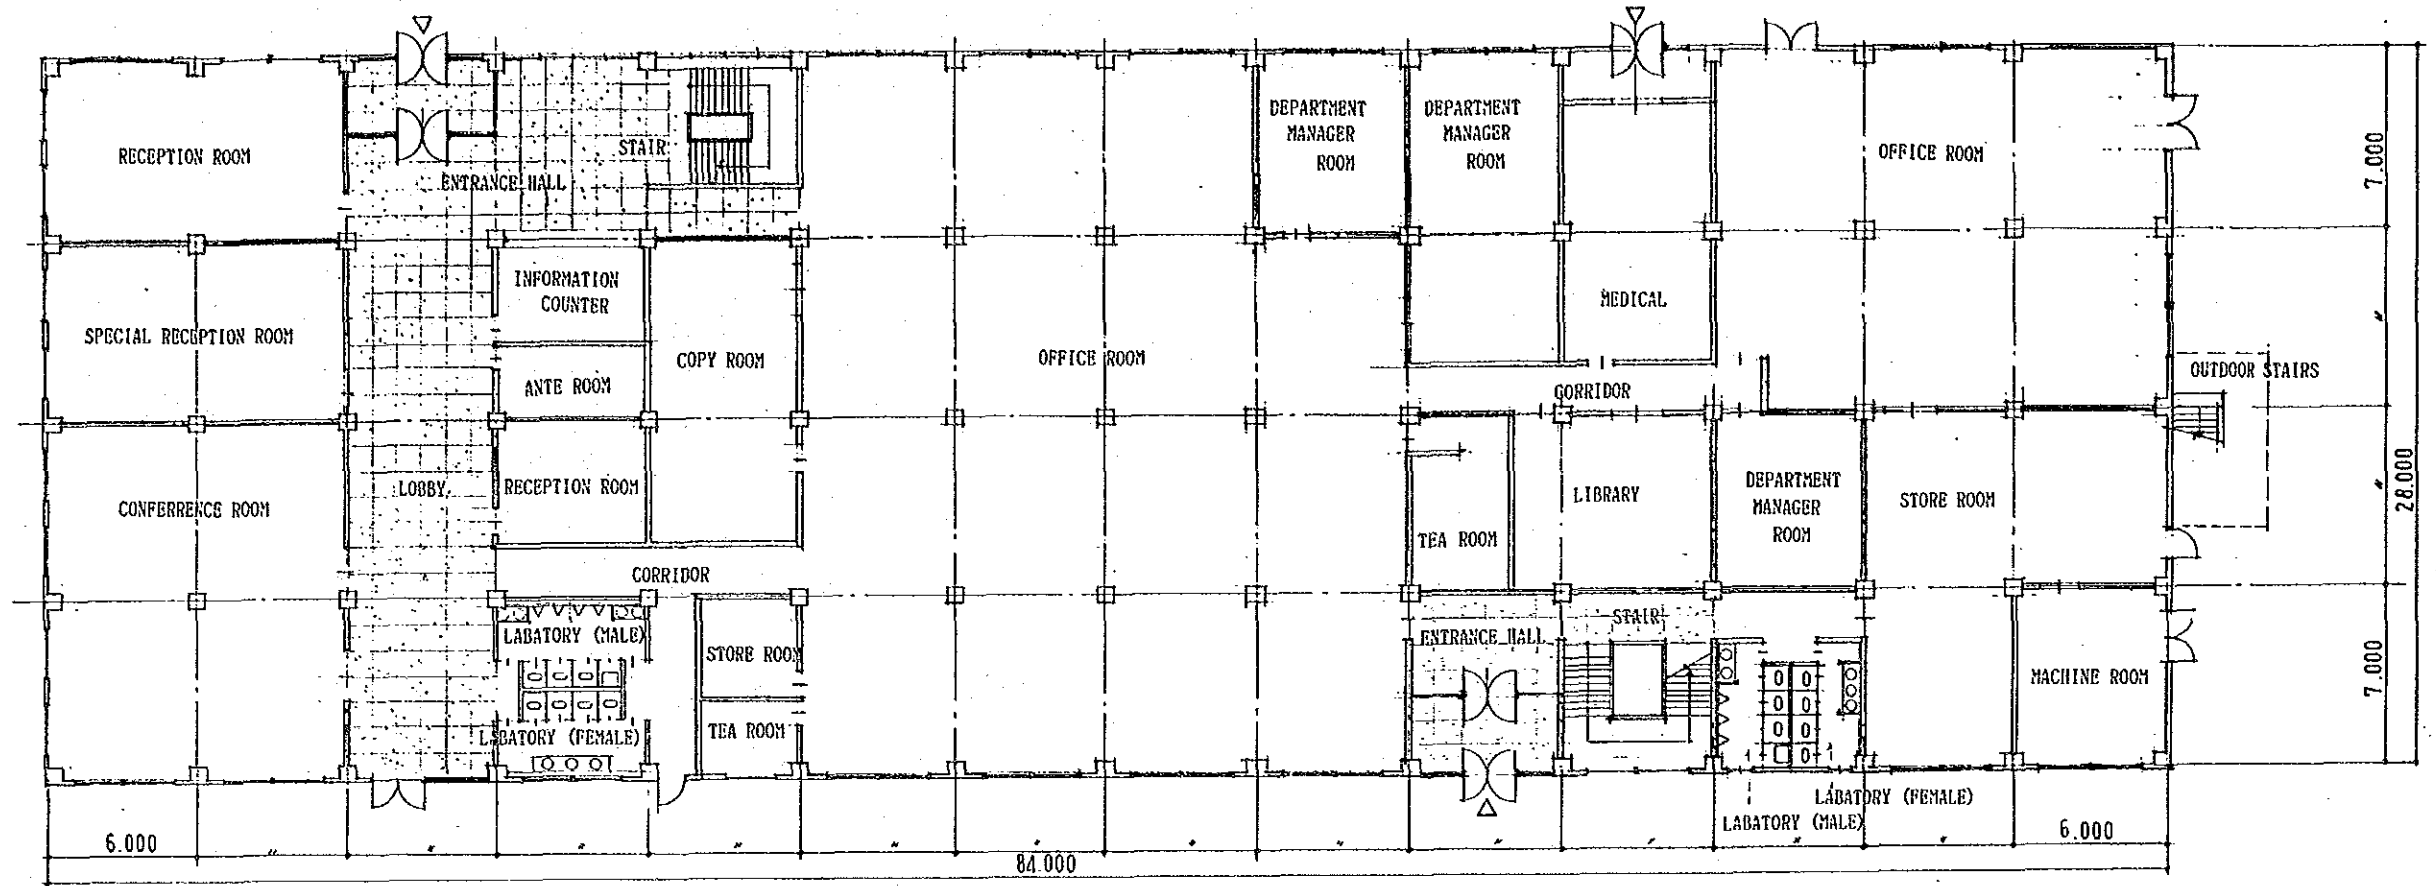 DEPARTMENT
MANAGER
ROOM
DEPARTMENT
MANAGER
ROOM
RECEPTION ROOM
STAIR
ENTRANCE HALL
OFFICE ROOM
7.000
INFORMATION
COUNTER
MEDICAL
SPECIAL RECEPTION ROOM
ANTE ROOM
COPY ROOM
OFFICE ROOM
CORRIDOR
OUTDOOR STAIRS
"
CONFERRENCE ROOM
LOBBY
RECEPTION ROOM
TEA ROOM
LIBRARY
DEPARTMENT
MANAGER
ROOM
STORE ROOM
"
28.000
CORRIDOR
LABATORY (MALE)
STORE ROOM
ENTRANCE HALL
STAIR
MACHINE ROOM
7.000
LABATORY (FEMALE)
TEA ROOM
LABATORY (FEMALE)
LABATORY (MALE)
6.000
" " " " " " " " " " " "
6.000
84.000